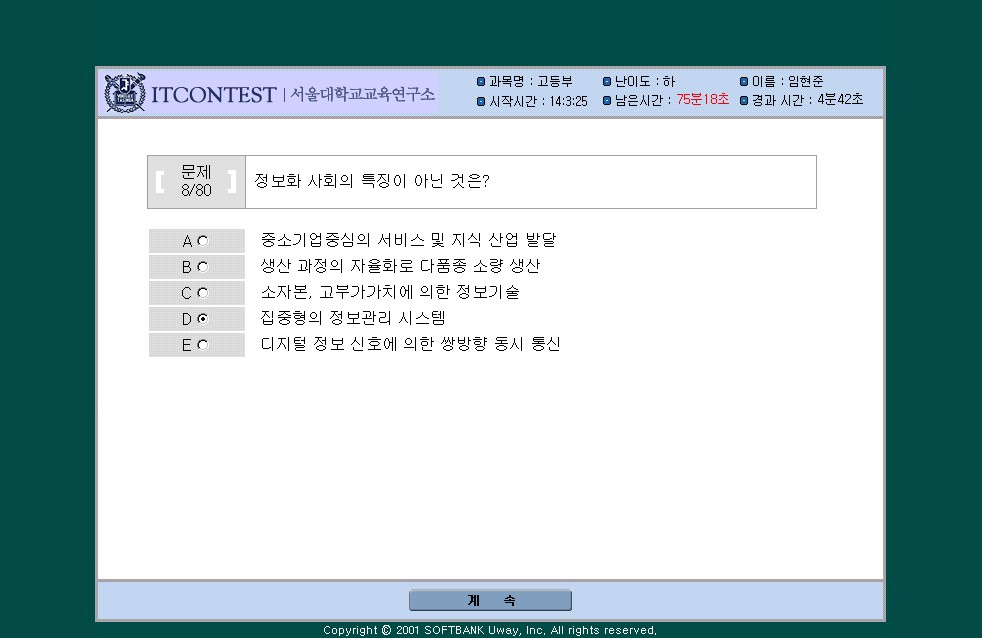 ITCONTEST | 서울대학교교육연구소
과목명 : 고등부 난이도 : 하 이름 : 임현준
시작시간 : 14:3:25 남은시간 : 75분18초 경과 시간 : 4분42초
문제
8/80
정보화 사회의 특징이 아닌 것은?
A 중소기업중심의 서비스 및 지식 산업 발달
B 생산 과정의 자율화로 다품종 소량 생산
C 소자본, 고부가가치에 의한 정보기술
D 집중형의 정보관리 시스템
E 디지털 정보 신호에 의한 쌍방향 동시 통신
계 속
Copyright © 2001 SOFTBANK Uway, Inc, All rights reserved,